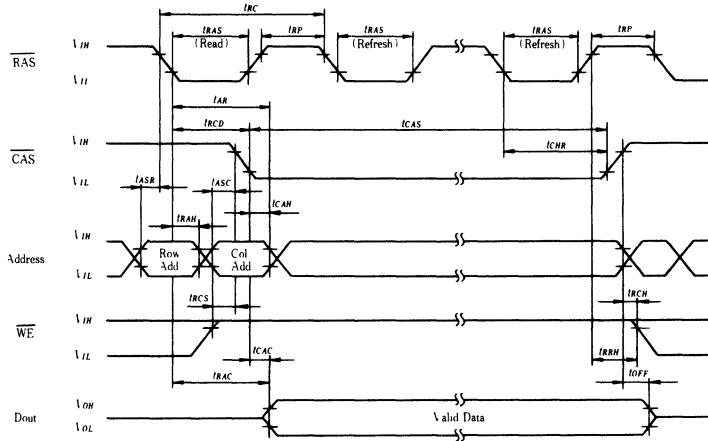 tRC
tRAS (Read)
tRP
tRAS (Refresh)
tRAS (Refresh)
tRP
RAS
VIH
VIL
tAR
tRCD
tCAS
tCHR
CAS
VIH
VIL
tASR
tASC
tRAH
tCAH
Address
VIH
VIL
Row Add
Col Add
tRCS
tRCH
WE
VIH
VIL
tCAC
tRRH
tRAC
tOFF
Dout
VOH
VOL
Valid Data